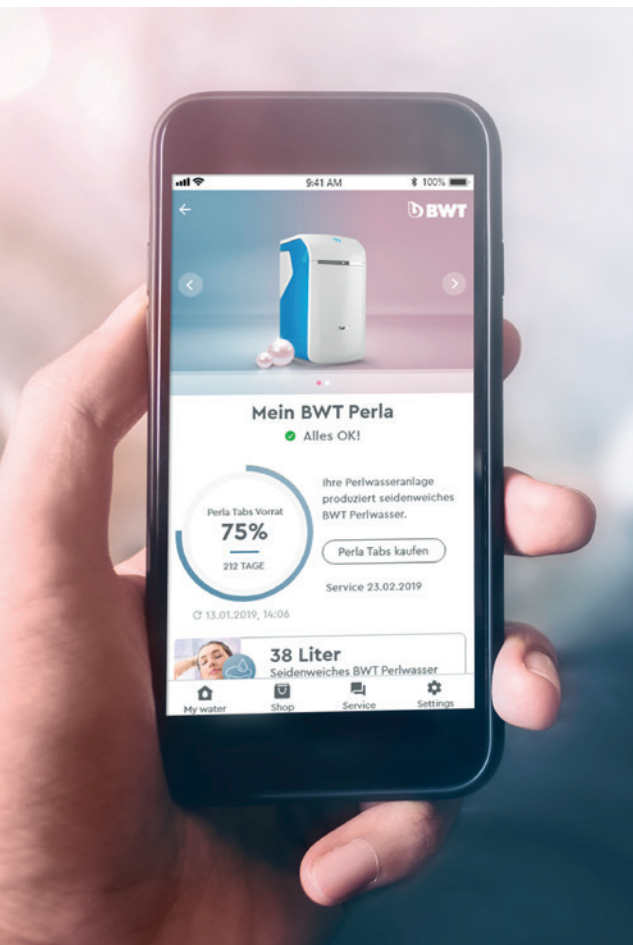 9:41 AM
100%
BWT
Mein BWT Perla
Alles OK!
Perla Tabs Vorrat
75%
212 TAGE
13.01.2019, 14:06
Ihre Perlwasseranlage
produziert seidenweiches
BWT Perlwasser.
Perla Tabs kaufen
Service 23.02.2019
38 Liter
Seidenweiches BWT Perlwasser
My water
Shop
Service
Settings